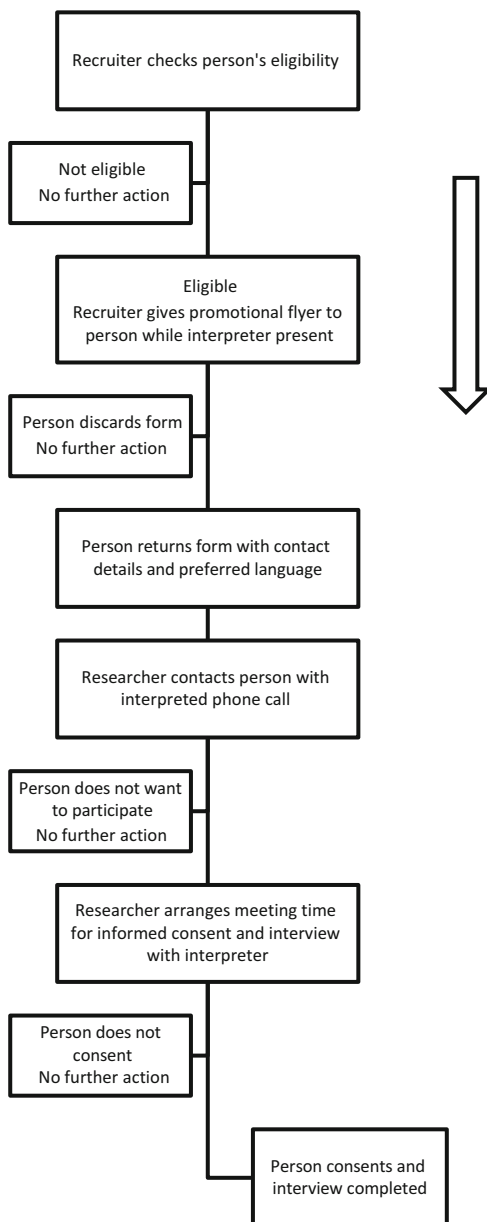 Recruiter checks person's eligibility
Not eligible
No further action
Eligible
Recruiter gives promotional flyer to
person while interpreter present
Person discards form
No further action
Person returns form with contact
details and preferred language
Researcher contacts person with
interpreted phone call
Person does not want
to participate
No further action
Researcher arranges meeting time
for informed consent and interview
with interpreter
Person does not
consent
No further action
Person consents and
interview completed